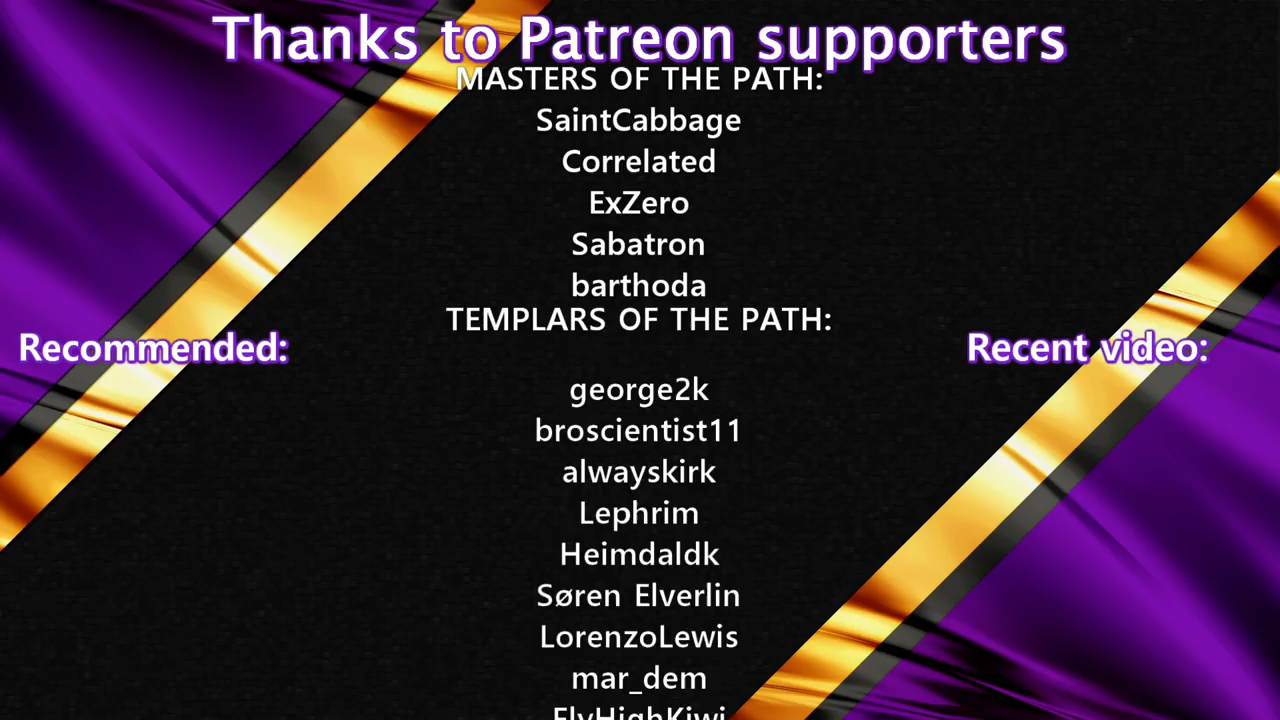 Thanks to Patreon supporters
MASTERS OF THE PATH:
SaintCabbage
Correlated
ExZero
Sabatron
barthoda
TEMPLARS OF THE PATH:
Recommended:
Recent video:
george2k
broscientist11
alwayskirk
Lephrim
Heimdaldk
Søren Elverlin
LorenzoLewis
mar_dem
FlyHighKiwi